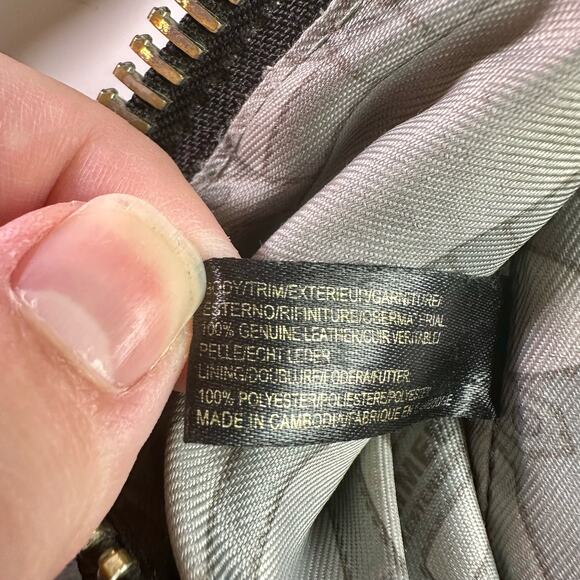 BODY/TRIM/EXTERIEUR/GARNITURE/
ESTERNO/RIFINITURE/OBERMATERIAL
100% GENUINE LEATHER/CUIR VERITABLE/
PELLE/ECHT LEDER
LINING/DOUBLURE/FODERA/FUTTER
100% POLYESTER/POLIESTERE/POLYESTER
MADE IN CAMBODIA/FABRIQUE EN